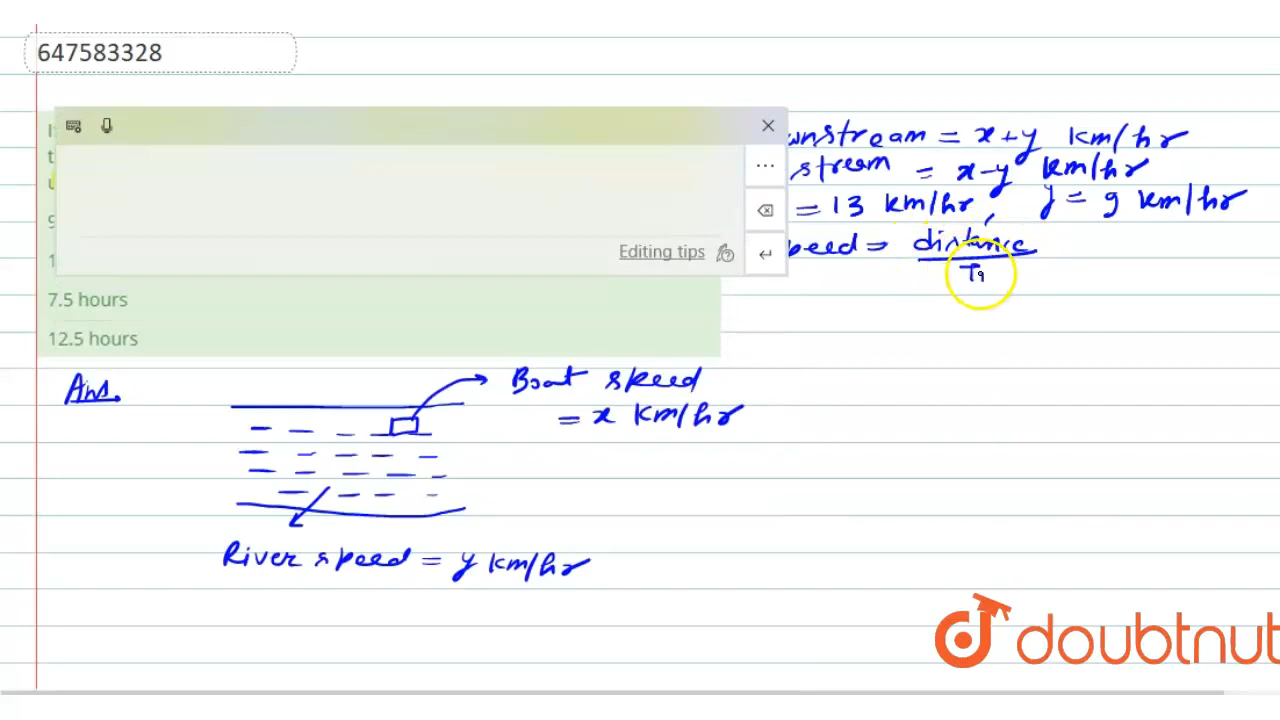 647583328
wnstream = x+y km/hr
stream = x-y km/hr
= 13 km/hr, y = 9 km/hr
peed = distance
T
Editing tips
7.5 hours
12.5 hours
Ans.
Boat speed
= x km/hr
River speed = y km/hr
doubtnut